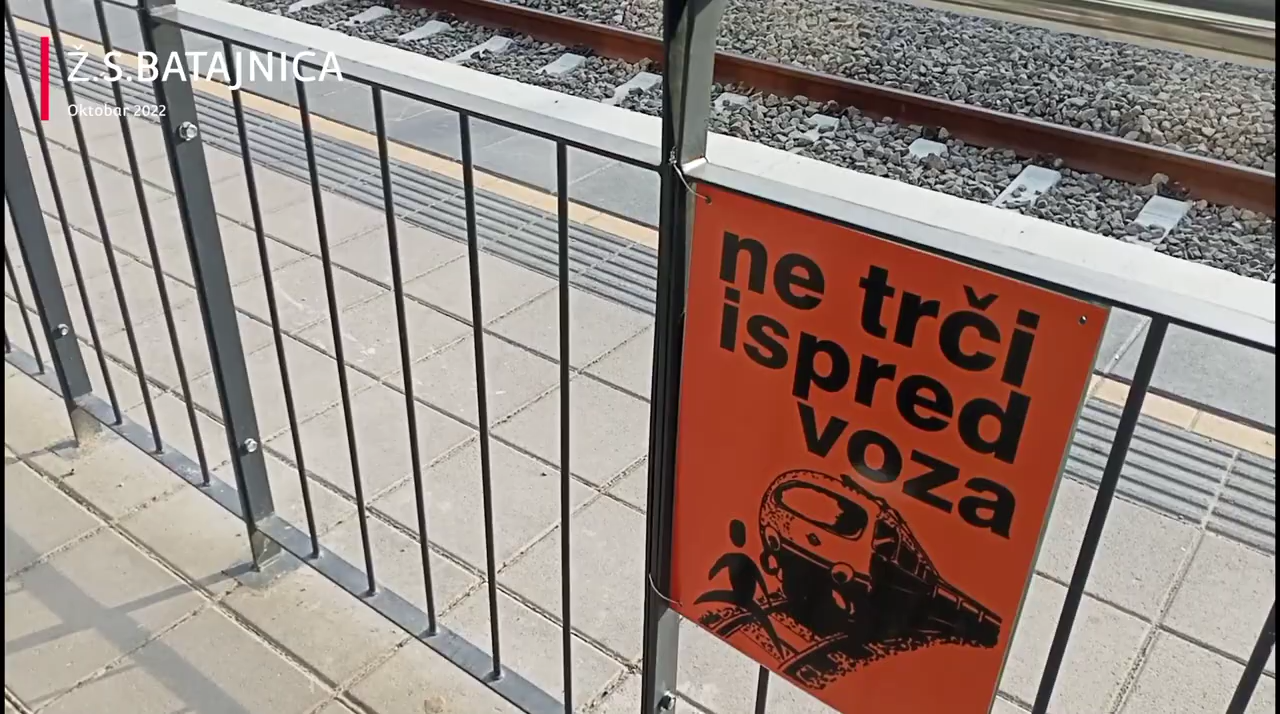 Ž.S.BATAJNICA
Oktobar 2022
ne trči
ispred
voza